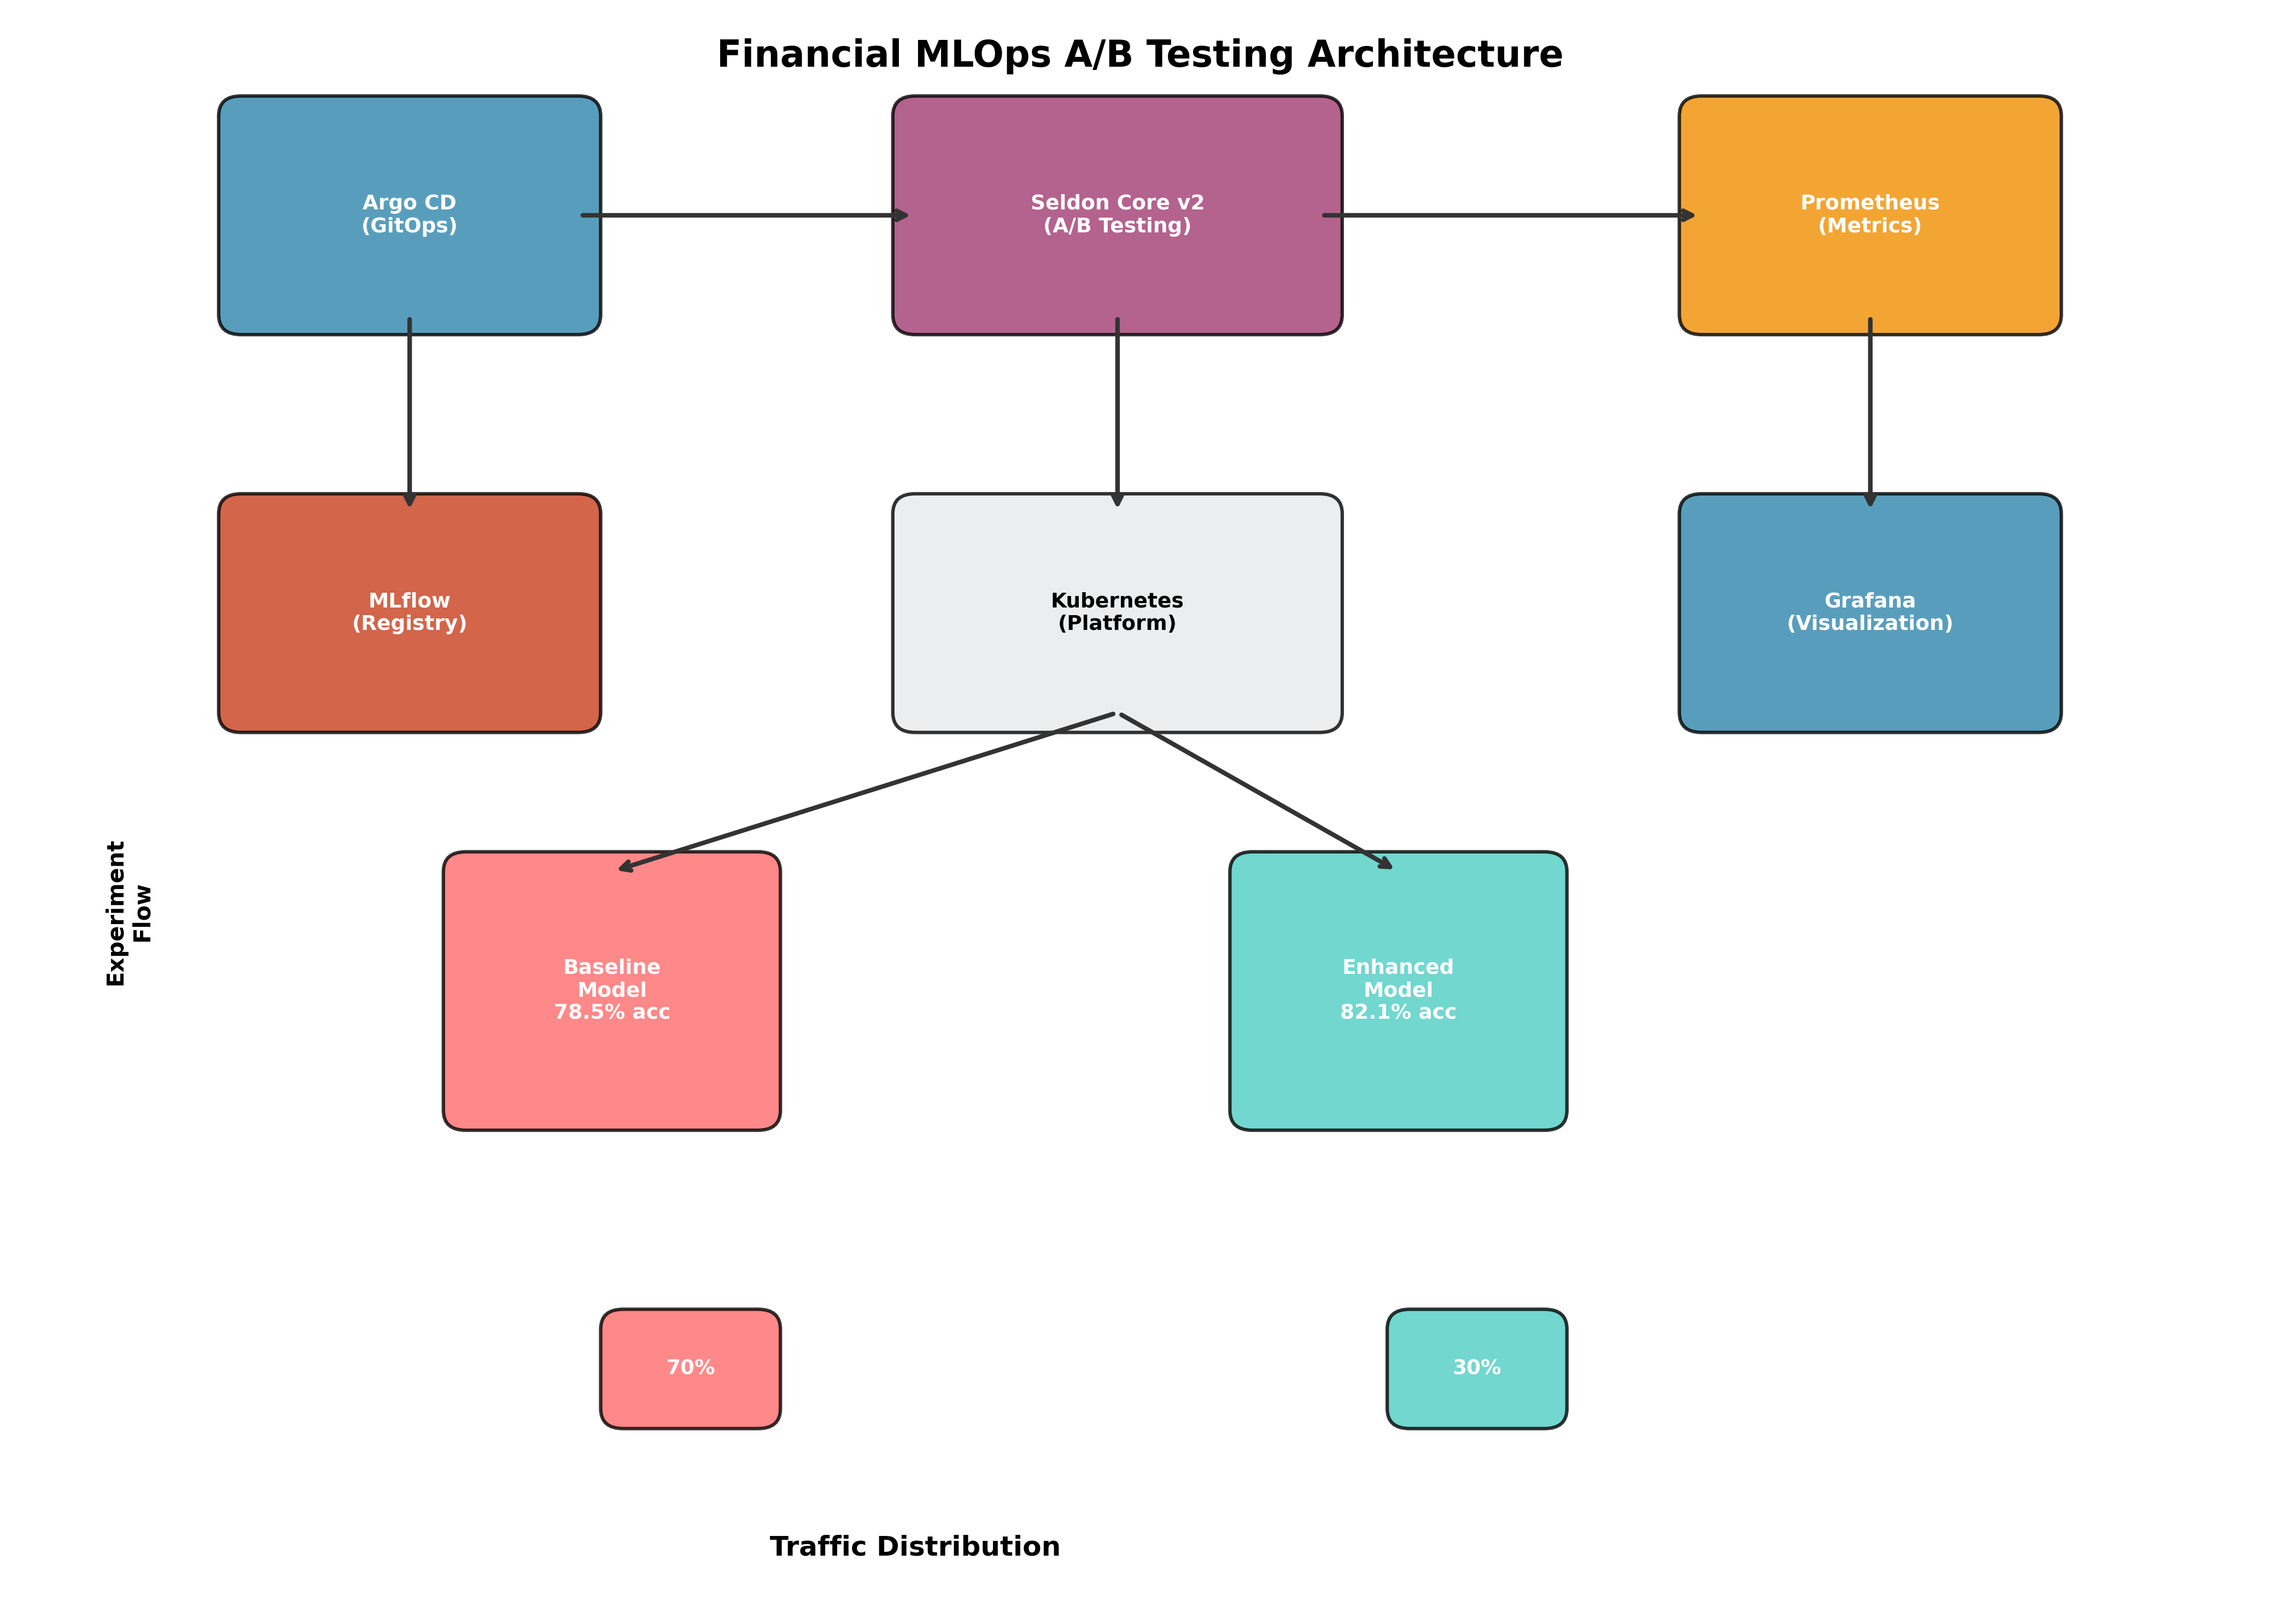 Financial MLOps A/B Testing Architecture
Argo CD
(GitOps)
Seldon Core v2
(A/B Testing)
Prometheus
(Metrics)
MLflow
(Registry)
Kubernetes
(Platform)
Grafana
(Visualization)
Experiment
Flow
Baseline
Model
78.5% acc
Enhanced
Model
82.1% acc
70%
30%
Traffic Distribution